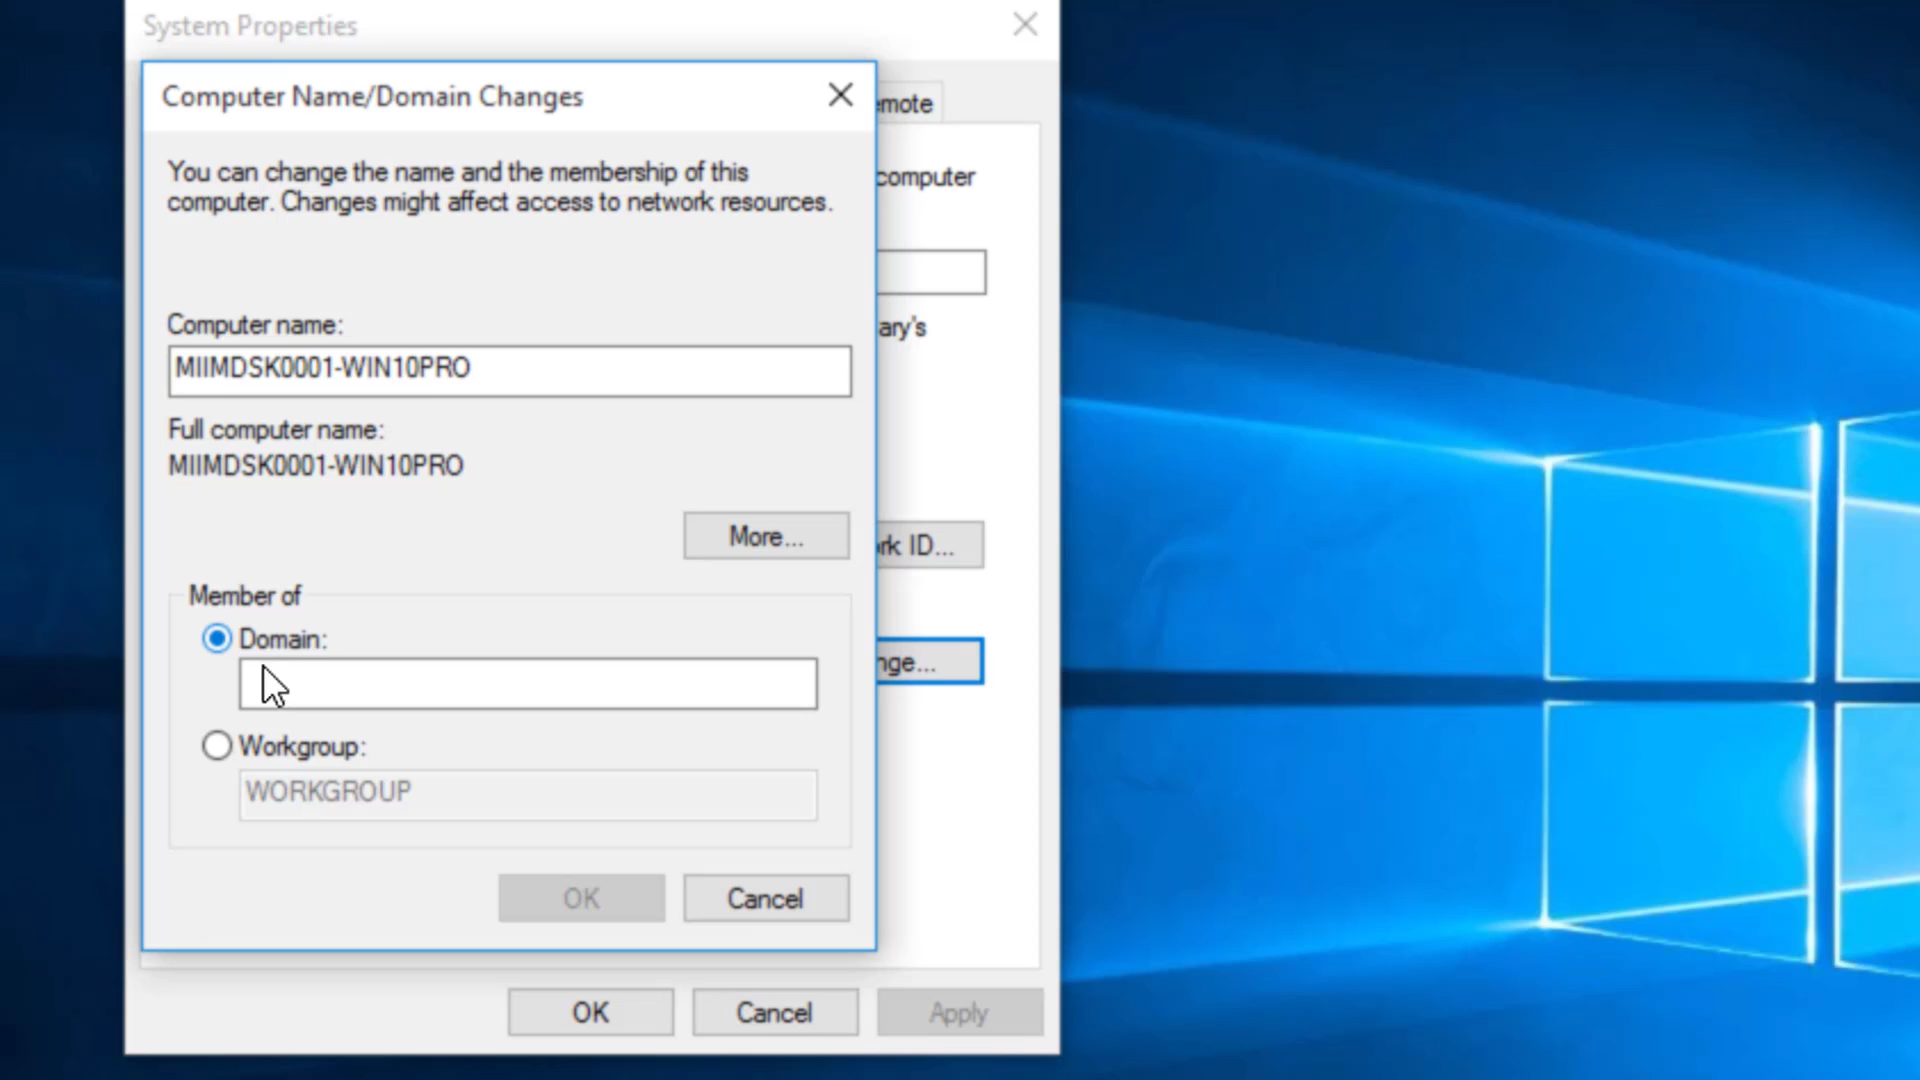 System Properties
Computer Name/Domain Changes
emote
You can change the name and the membership of this
computer. Changes might affect access to network resources.
computer
Computer name:
ary's
MIIMDSK0001-WIN10PRO
Full computer name:
MIIMDSK0001-WIN10PRO
More...
rk ID...
Member of
Domain:
nge...
Workgroup:
WORKGROUP
OK
Cancel
OK
Cancel
Apply